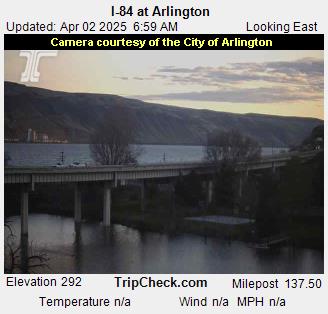 I-84 at Arlington
Updated: Apr 02 2025 6:59 AM Looking East
Camera courtesy of the City of Arlington
Elevation 292 TripCheck.com Milepost 137.50
Temperature n/a Wind n/a MPH n/a